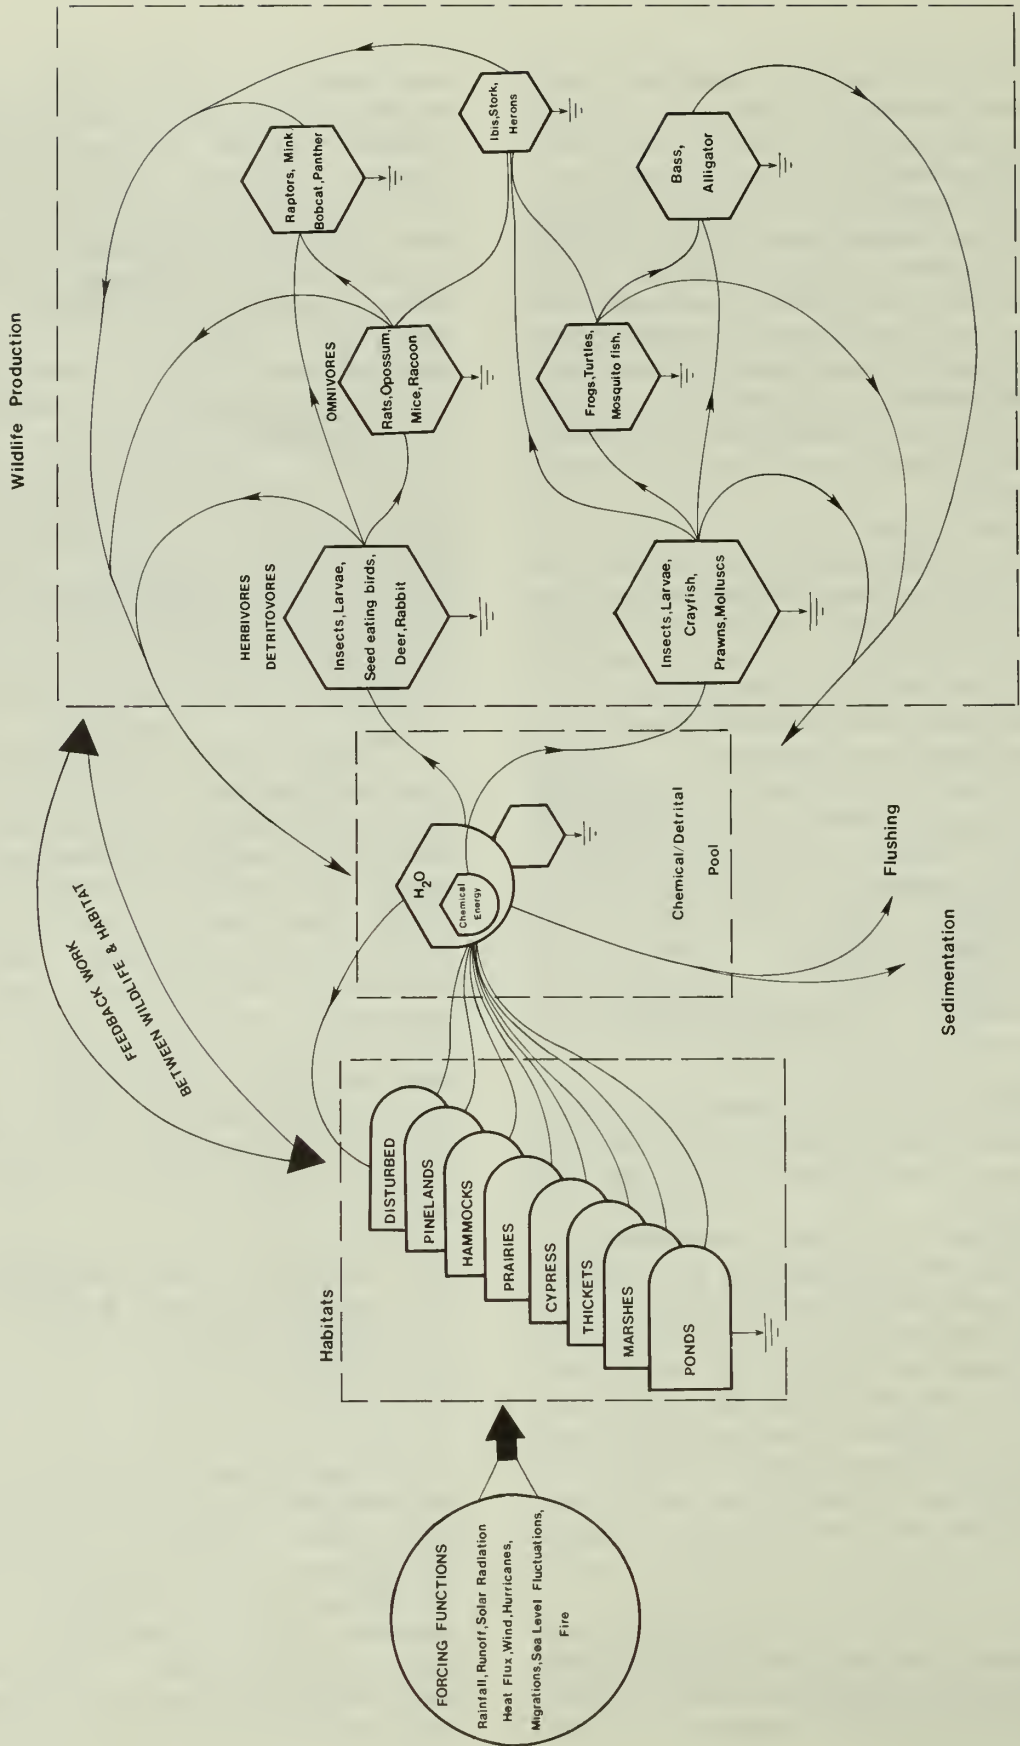 Wildlife Production
FORCING FUNCTIONS
Rainfall,Runoff,Solar Radiation
Heat Flux,Wind,Hurricanes,
Migrations,Sea Level Fluctuations,
Fire
Habitats
DISTURBED
PINELANDS
HAMMOCKS
PRAIRIES
CYPRESS
THICKETS
MARSHES
PONDS
FEEDBACK WORK
BETWEEN WILDLIFE & HABITAT
H2O
Chemical
Energy
Chemical/Detrital
Pool
Sedimentation
Flushing
HERBIVORES
DETRITOVORES
Insects,Larvae,
Seed eating birds,
Deer,Rabbit
Insects,Larvae,
Crayfish,
Prawns,Molluscs
OMNIVORES
Rats,Opossum,
Mice,Racoon
Frogs,Turtles,
Mosquito fish,
Raptors, Mink
Bobcat,Panther
Ibis,Stork,
Herons
Bass,
Alligator